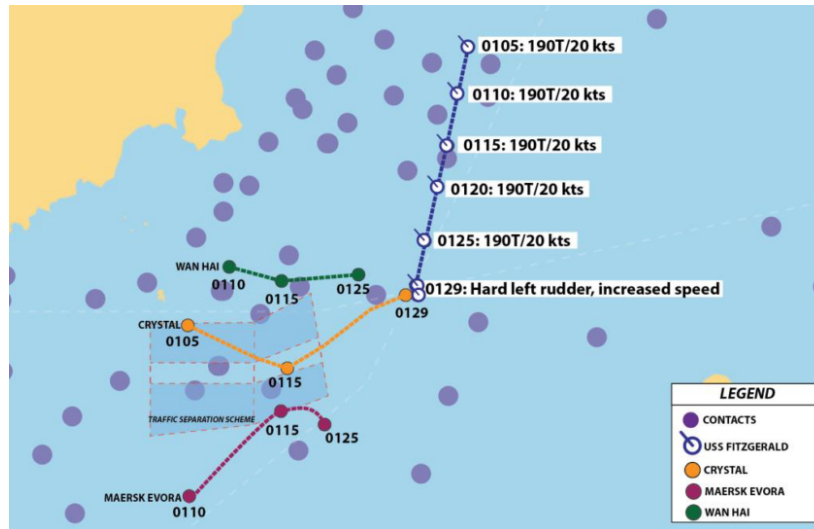 0105: 190T/20 kts
0110: 190T/20 kts
0115: 190T/20 kts
0120: 190T/20 kts
0125: 190T/20 kts
WAN HAI
0110
0115
0125
0129: Hard left rudder, increased speed
0129
CRYSTAL
0105
0115
TRAFFIC SEPARATION SCHEME
0115
0125
MAERSK EVORA
0110
LEGEND
CONTACTS
USS FITZGERALD
CRYSTAL
MAERSK EVORA
WAN HAI